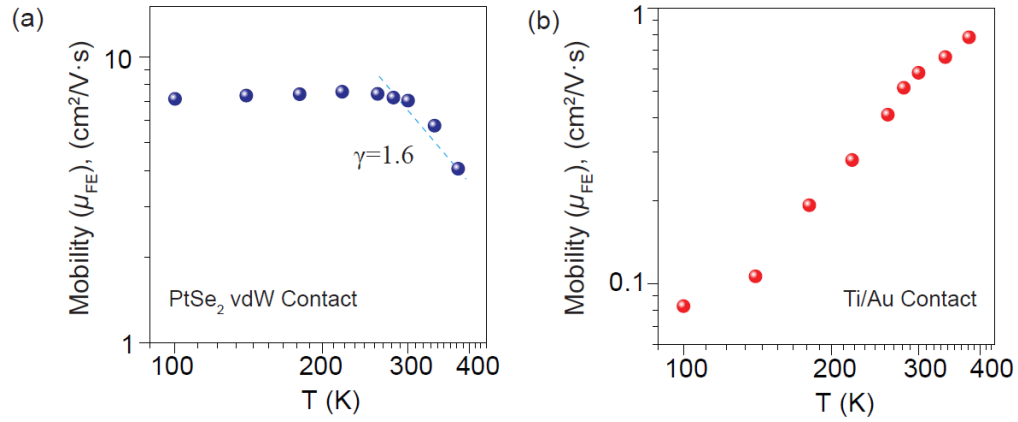 (a)
10
1
Mobility (μFE), (cm²/V·s)
γ=1.6
PtSe₂ vdW Contact
100 200 300 400
T (K)
(b)
1
0.1
Mobility (μFE), (cm²/V·s)
Ti/Au Contact
100 200 300 400
T (K)